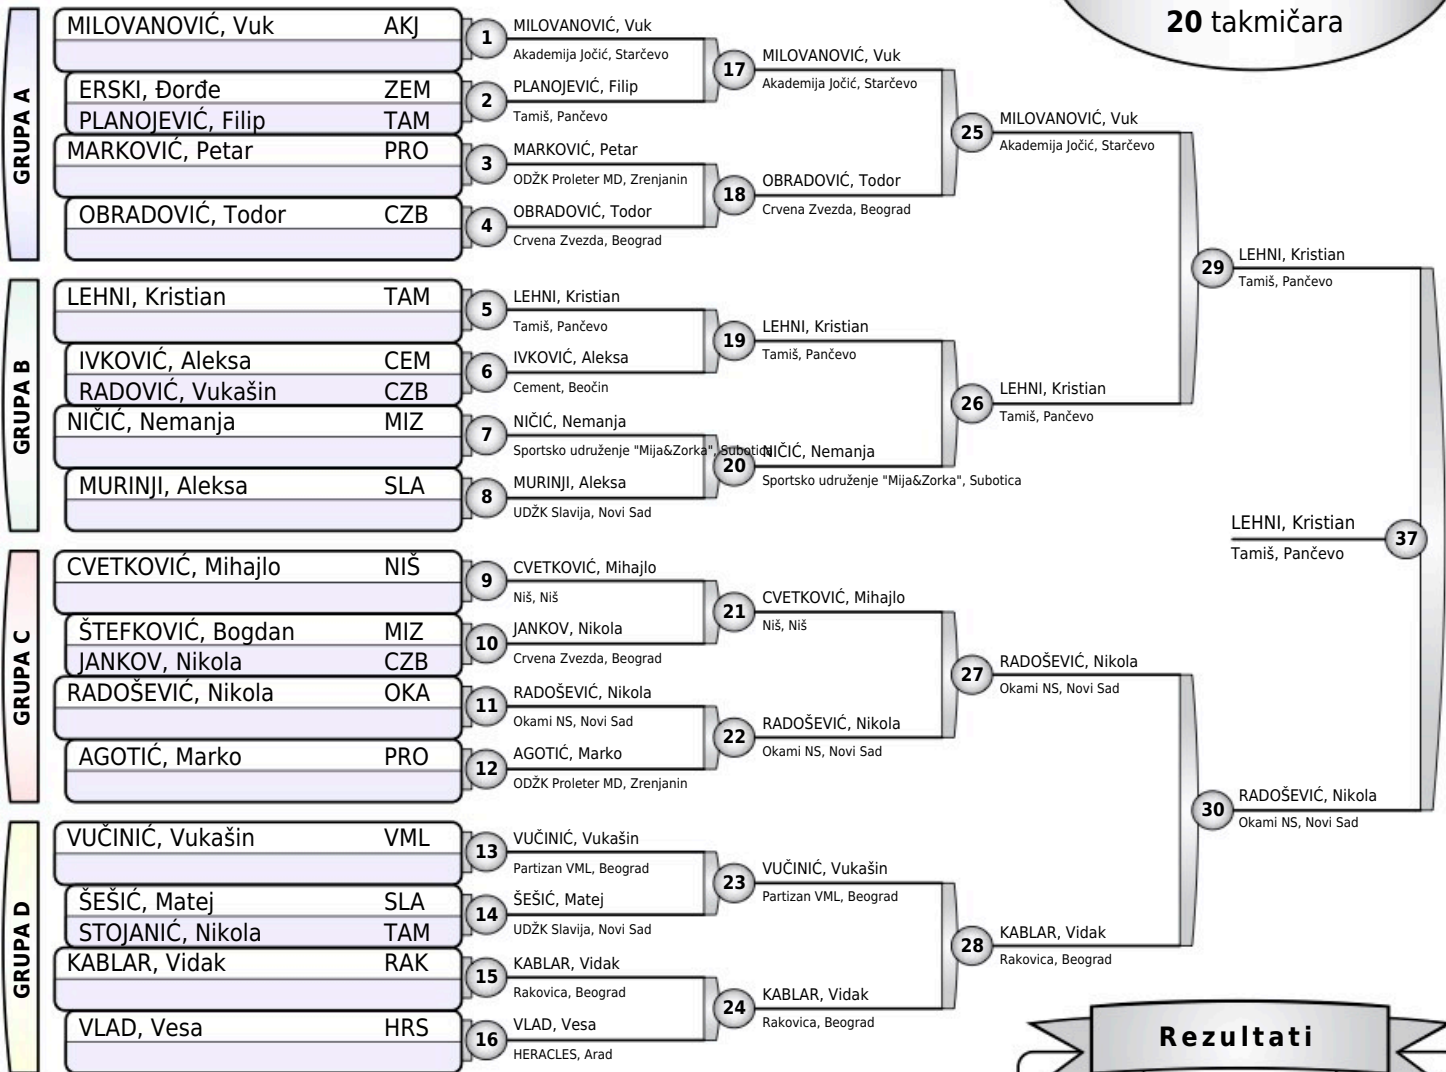 20 takmičara
GRUPA A
MILOVANOVIĆ, Vuk AKJ
ERSKI, Đorđe ZEM
PLANOJEVIĆ, Filip TAM
MARKOVIĆ, Petar PRO
OBRADOVIĆ, Todor CZB
1 MILOVANOVIĆ, Vuk
Akademija Jočić, Starčevo
2 PLANOJEVIĆ, Filip
Tamiš, Pančevo
3 MARKOVIĆ, Petar
ODŽK Proleter MD, Zrenjanin
4 OBRADOVIĆ, Todor
Crvena Zvezda, Beograd
17 MILOVANOVIĆ, Vuk
Akademija Jočić, Starčevo
18 OBRADOVIĆ, Todor
Crvena Zvezda, Beograd
25 MILOVANOVIĆ, Vuk
Akademija Jočić, Starčevo
GRUPA B
LEHNI, Kristian TAM
IVKOVIĆ, Aleksa CEM
RADOVIĆ, Vukašin CZB
NIČIĆ, Nemanja MIZ
MURINJI, Aleksa SLA
5 LEHNI, Kristian
Tamiš, Pančevo
6 IVKOVIĆ, Aleksa
Cement, Beočin
7 NIČIĆ, Nemanja
Sportsko udruženje "Mija&Zorka", Subotica
8 MURINJI, Aleksa
UDŽK Slavija, Novi Sad
19 LEHNI, Kristian
Tamiš, Pančevo
20 NIČIĆ, Nemanja
Sportsko udruženje "Mija&Zorka", Subotica
26 LEHNI, Kristian
Tamiš, Pančevo
29 LEHNI, Kristian
Tamiš, Pančevo
GRUPA C
CVETKOVIĆ, Mihajlo NIŠ
ŠTEFKOVIĆ, Bogdan MIZ
JANKOV, Nikola CZB
RADOŠEVIĆ, Nikola OKA
AGOTIĆ, Marko PRO
9 CVETKOVIĆ, Mihajlo
Niš, Niš
10 JANKOV, Nikola
Crvena Zvezda, Beograd
11 RADOŠEVIĆ, Nikola
Okami NS, Novi Sad
12 AGOTIĆ, Marko
ODŽK Proleter MD, Zrenjanin
21 CVETKOVIĆ, Mihajlo
Niš, Niš
22 RADOŠEVIĆ, Nikola
Okami NS, Novi Sad
27 RADOŠEVIĆ, Nikola
Okami NS, Novi Sad
GRUPA D
VUČINIĆ, Vukašin VML
ŠEŠIĆ, Matej SLA
STOJANIĆ, Nikola TAM
KABLAR, Vidak RAK
VLAD, Vesa HRS
13 VUČINIĆ, Vukašin
Partizan VML, Beograd
14 ŠEŠIĆ, Matej
UDŽK Slavija, Novi Sad
15 KABLAR, Vidak
Rakovica, Beograd
16 VLAD, Vesa
HERACLES, Arad
23 VUČINIĆ, Vukašin
Partizan VML, Beograd
24 KABLAR, Vidak
Rakovica, Beograd
28 KABLAR, Vidak
Rakovica, Beograd
30 RADOŠEVIĆ, Nikola
Okami NS, Novi Sad
LEHNI, Kristian 37
Tamiš, Pančevo
Rezultati